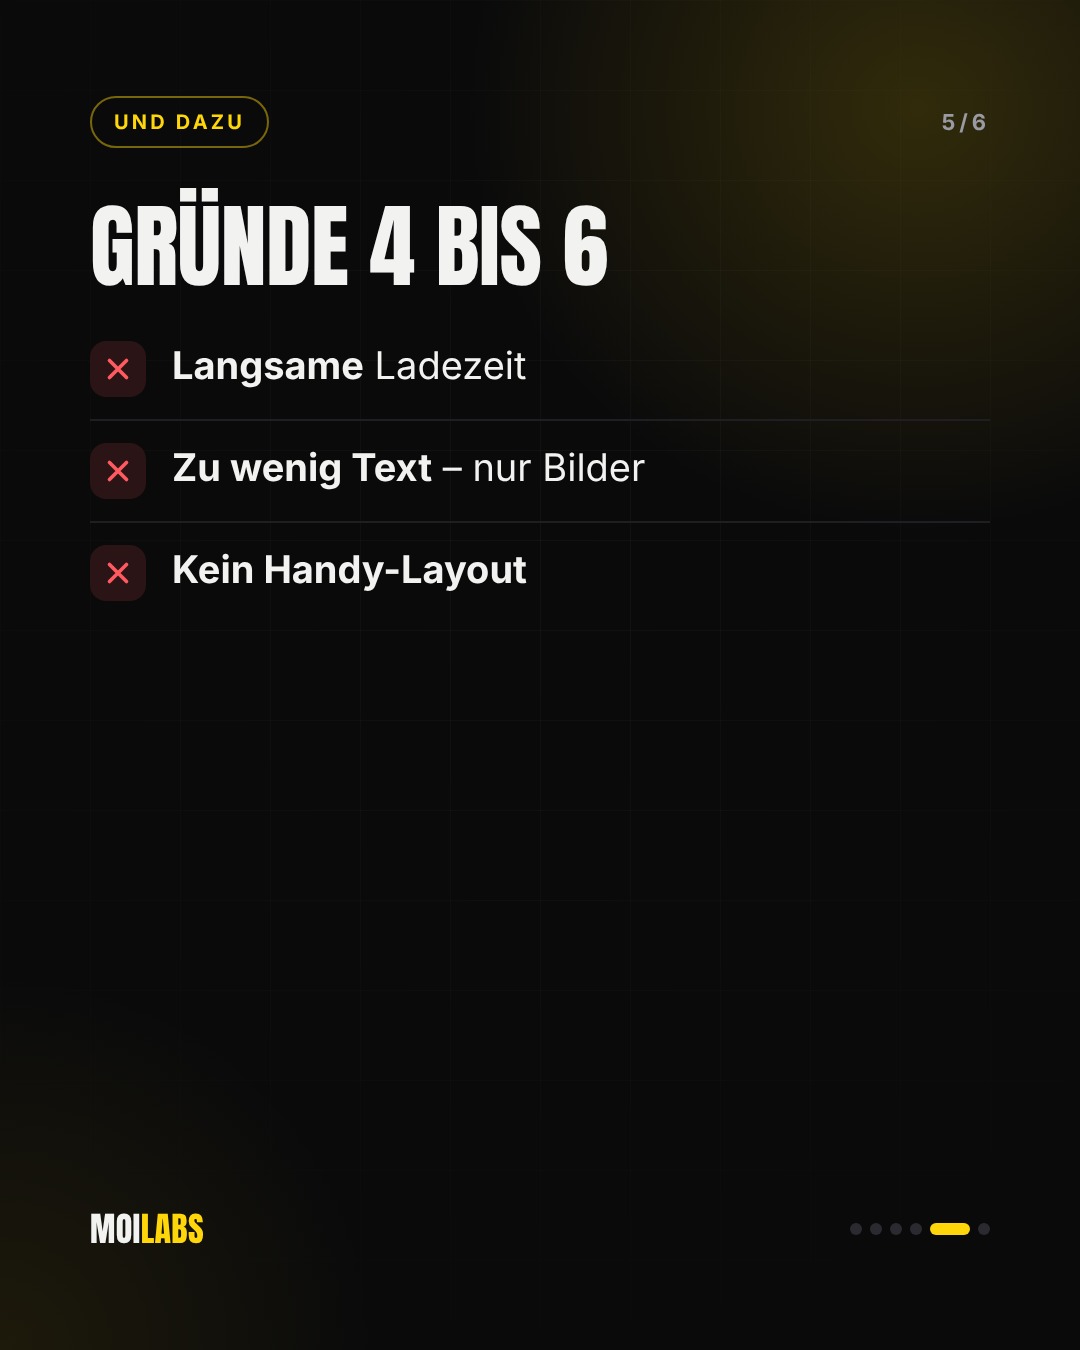 UND DAZU
5/6
GRÜNDE 4 BIS 6
Langsame Ladezeit
Zu wenig Text – nur Bilder
Kein Handy-Layout
MOILABS